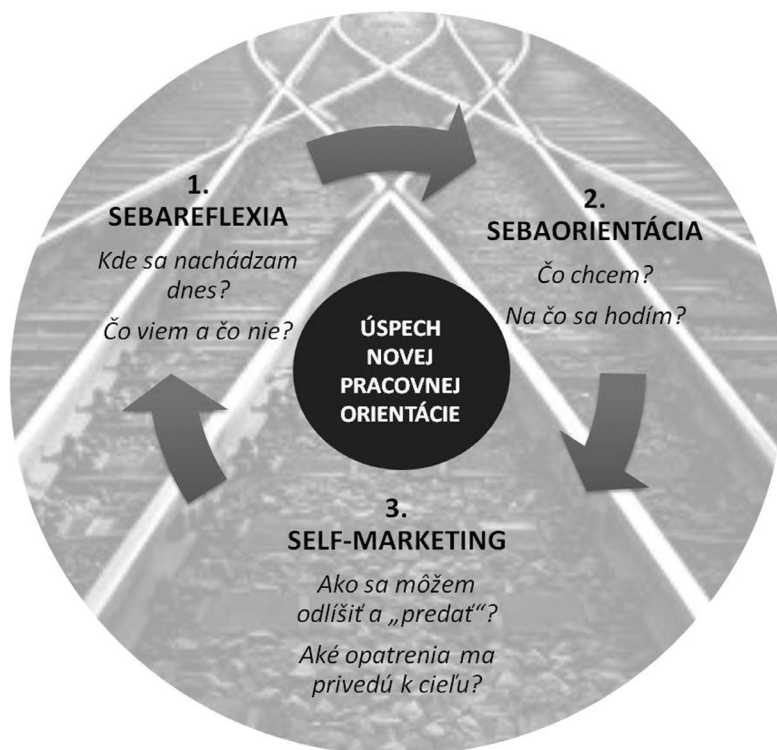 1.
SEBAREFLEXIA
Kde sa nachádzam
dnes?
Čo viem a čo nie?
2.
SEBAORIENTÁCIA
Čo chcem?
Na čo sa hodím?
ÚSPECH
NOVEJ
PRACOVNEJ
ORIENTÁCIE
3.
SELF-MARKETING
Ako sa môžem
odlíšiť a „predať“?
Aké opatrenia ma
privedú k cieľu?